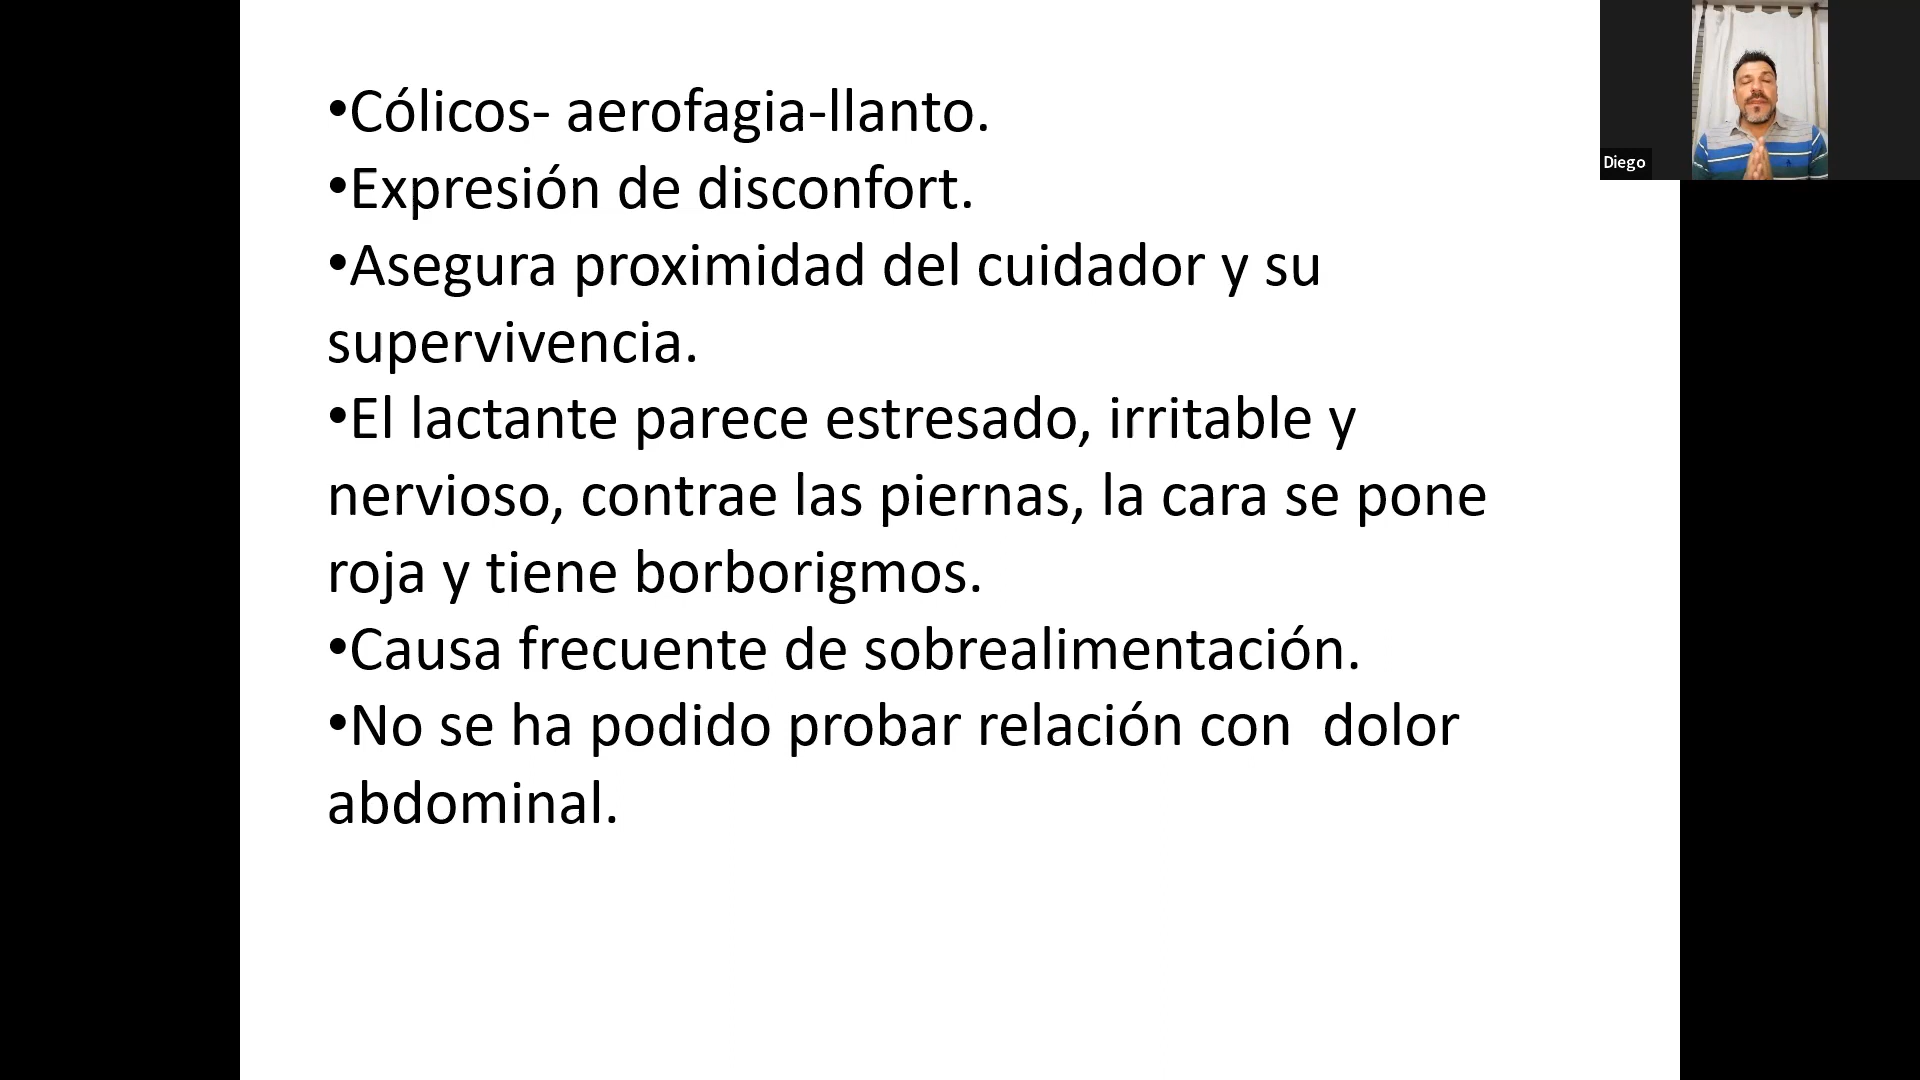 •Cólicos- aerofagia-llanto.
•Expresión de disconfort.
•Asegura proximidad del cuidador y su
supervivencia.
•El lactante parece estresado, irritable y
nervioso, contrae las piernas, la cara se pone
roja y tiene borborigmos.
•Causa frecuente de sobrealimentación.
•No se ha podido probar relación con  dolor
abdominal.
Diego